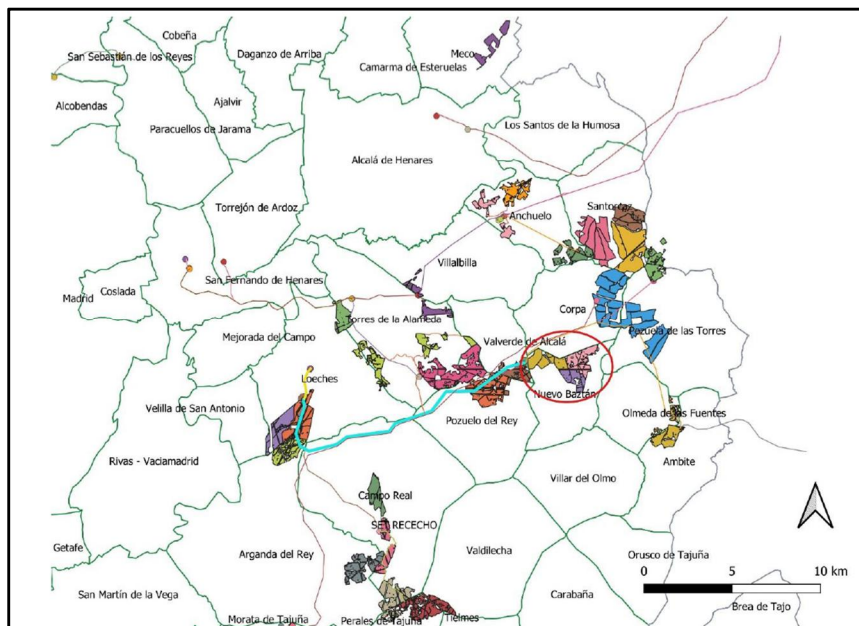 Cobeña
San Sebastián de los Reyes
Daganzo de Arriba
Meco
Camarma de Esteruelas
Ajalvir
Alcobendas
Paracuellos de Jarama
Los Santos de la Humosa
Alcalá de Henares
Torrejón de Ardoz
Santorcaz
Anchuelo
Villalbilla
San Fernando de Henares
Coslada
Madrid
Corpa
Torres de la Alameda
Pozuelo de las Torres
Mejorada del Campo
Valverde de Alcalá
Loeches
Nuevo Baztán
Velilla de San Antonio
Olmeda de las Fuentes
Pozuelo del Rey
Rivas - Vaciamadrid
Ambite
Villar del Olmo
Campo Real
SET RECECHO
Getafe
Arganda del Rey
Valdilecha
Orusco de Tajuña
San Martín de la Vega
Carabaña
0 5 10 km
Brea de Tajo
Morata de Tajuña
Perales de Tajuña
Tielmes